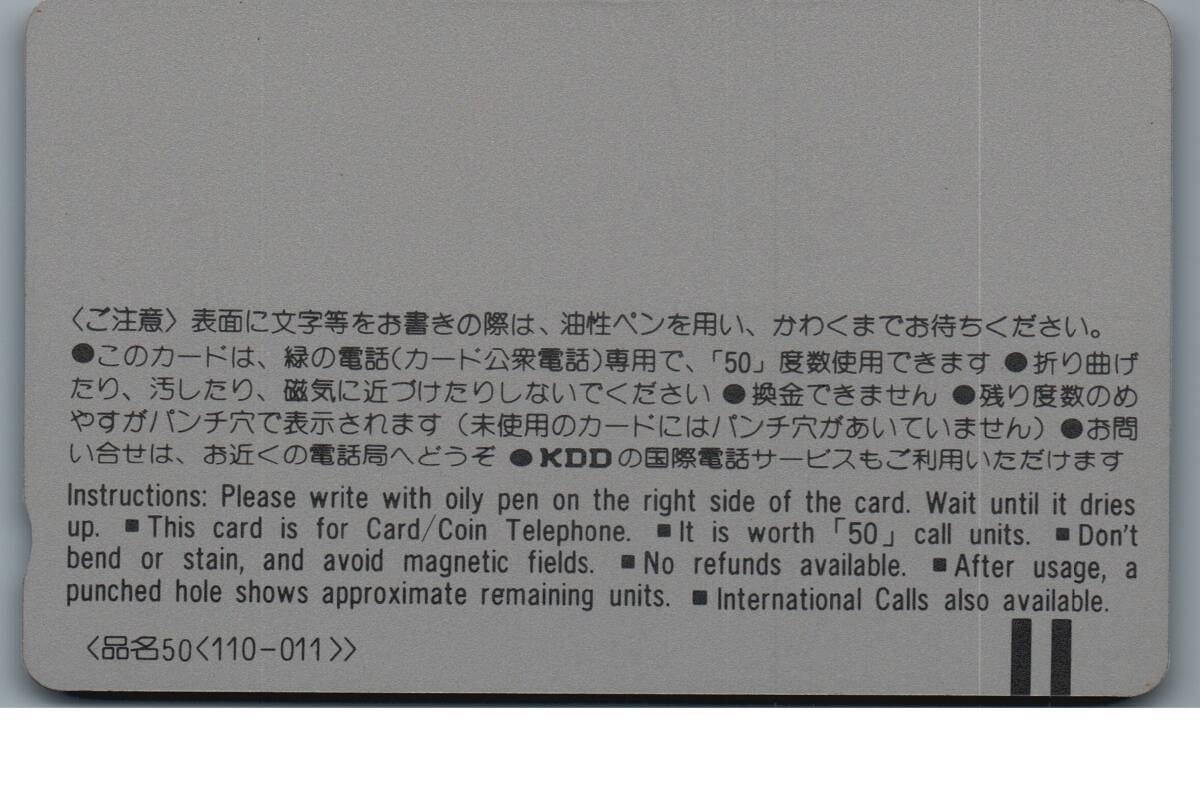 〈ご注意〉表面に文字等をお書きの際は、油性ペンを用い、かわくまでお待ちください。
●このカードは、緑の電話(カード公衆電話)専用で、「50」度数使用できます ●折り曲げ
たり、汚したり、磁気に近づけたりしないでください ●換金できません ●残り度数のめ
やすがパンチ穴で表示されます (未使用のカードにはパンチ穴があいていません) ●お問
い合せは、お近くの電話局へどうぞ ●KDDの国際電話サービスもご利用いただけます
Instructions: Please write with oily pen on the right side of the card. Wait until it dries
up. ■This card is for Card/Coin Telephone. ■It is worth「50」call units. ■Don't
bend or stain, and avoid magnetic fields. ■No refunds available. ■After usage, a
punched hole shows approximate remaining units. ■International Calls also available.
〈品名50〈110-011〉〉